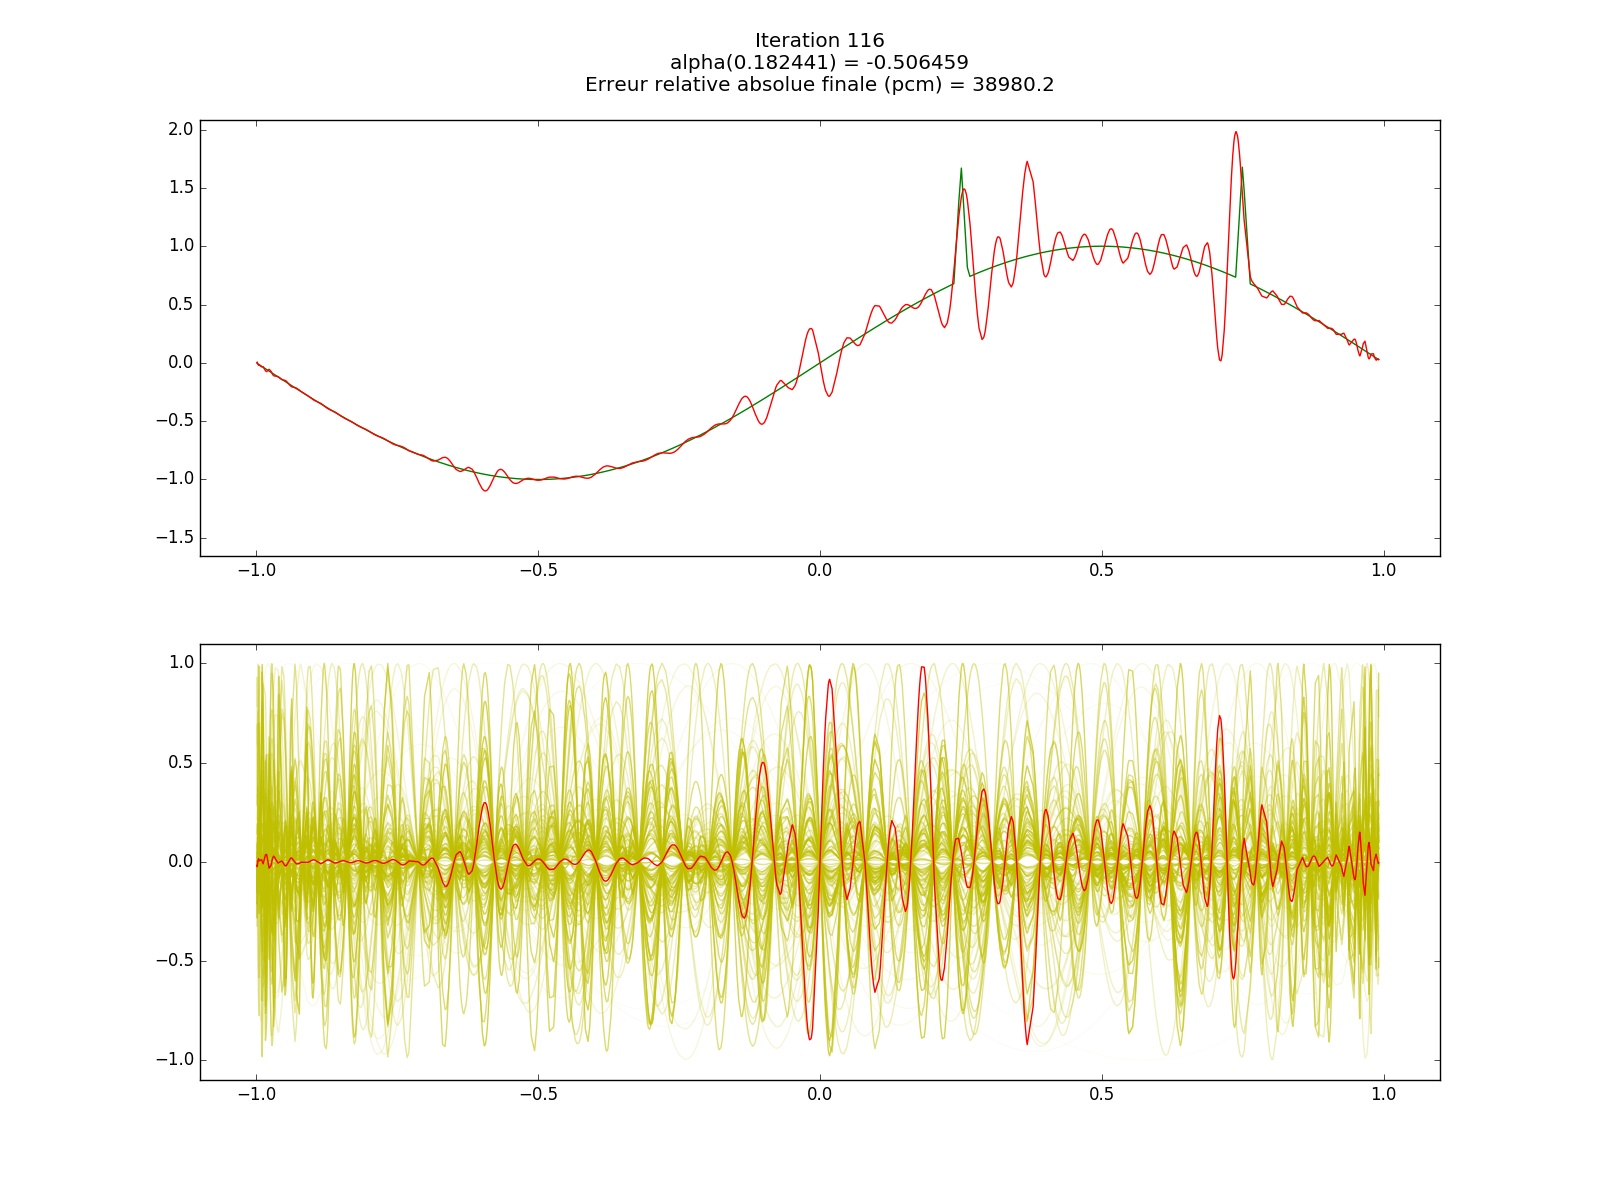 Iteration 116
alpha(0.182441) = -0.506459
Erreur relative absolue finale (pcm) = 38980.2
2.0
1.5
1.0
0.5
0.0
−0.5
−1.0
−1.5
−1.0 −0.5 0.0 0.5 1.0
1.0
0.5
0.0
−0.5
−1.0
−1.0 −0.5 0.0 0.5 1.0